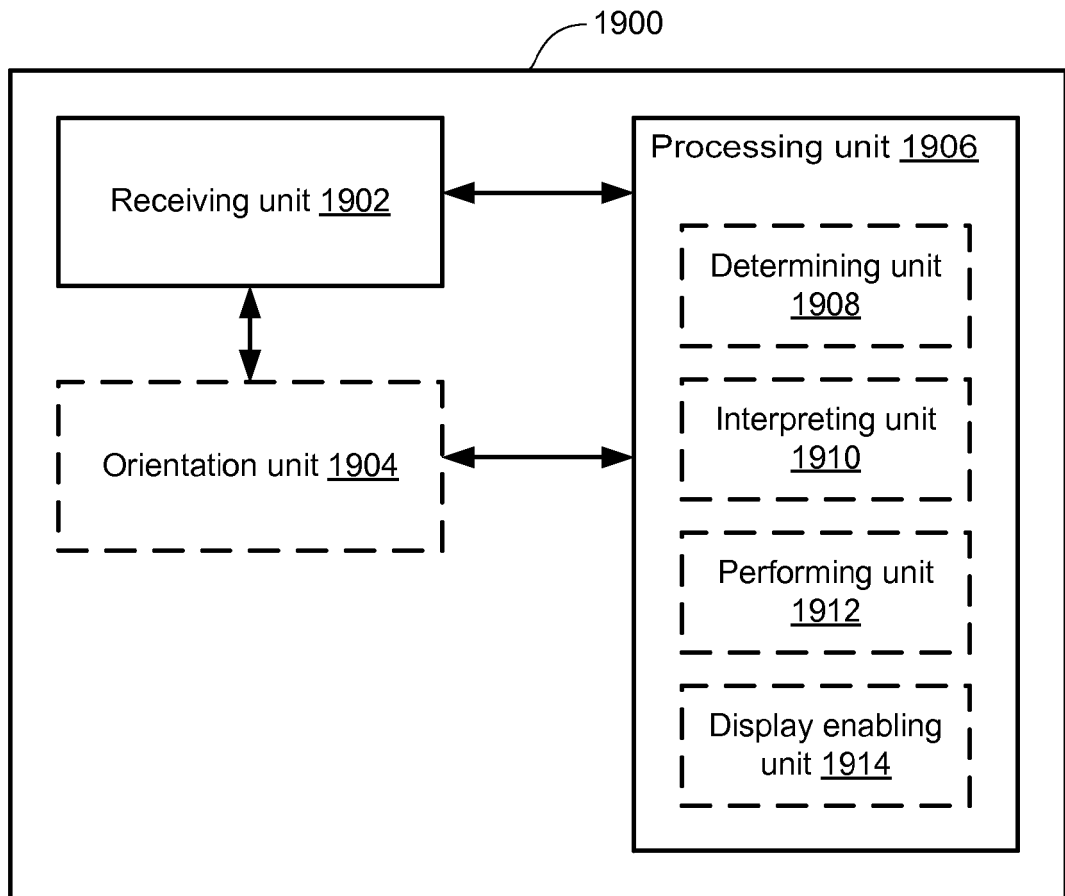 1900
Receiving unit 1902
Orientation unit 1904
Processing unit 1906
Determining unit
1908
Interpreting unit
1910
Performing unit
1912
Display enabling
unit 1914